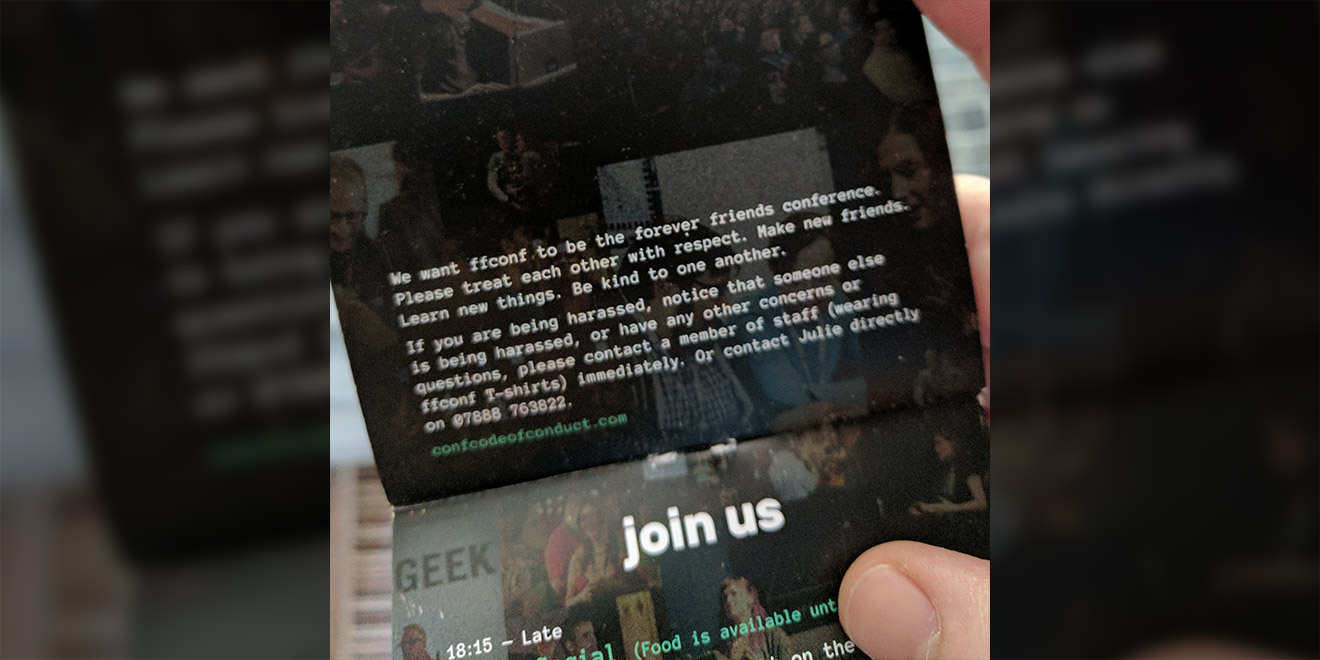 We want ffconf to be the forever friends conference.
Please treat each other with respect. Make new friends.
Learn new things. Be kind to one another.
If you are being harassed, notice that someone else
is being harassed, or have any other concerns or
questions, please contact a member of staff (wearing
ffconf T-shirts) immediately. Or contact Julie directly
on 07888 763822.
confcodeofconduct.com
join us
GEEK
18:15 – Late
Social (Food is available
on the